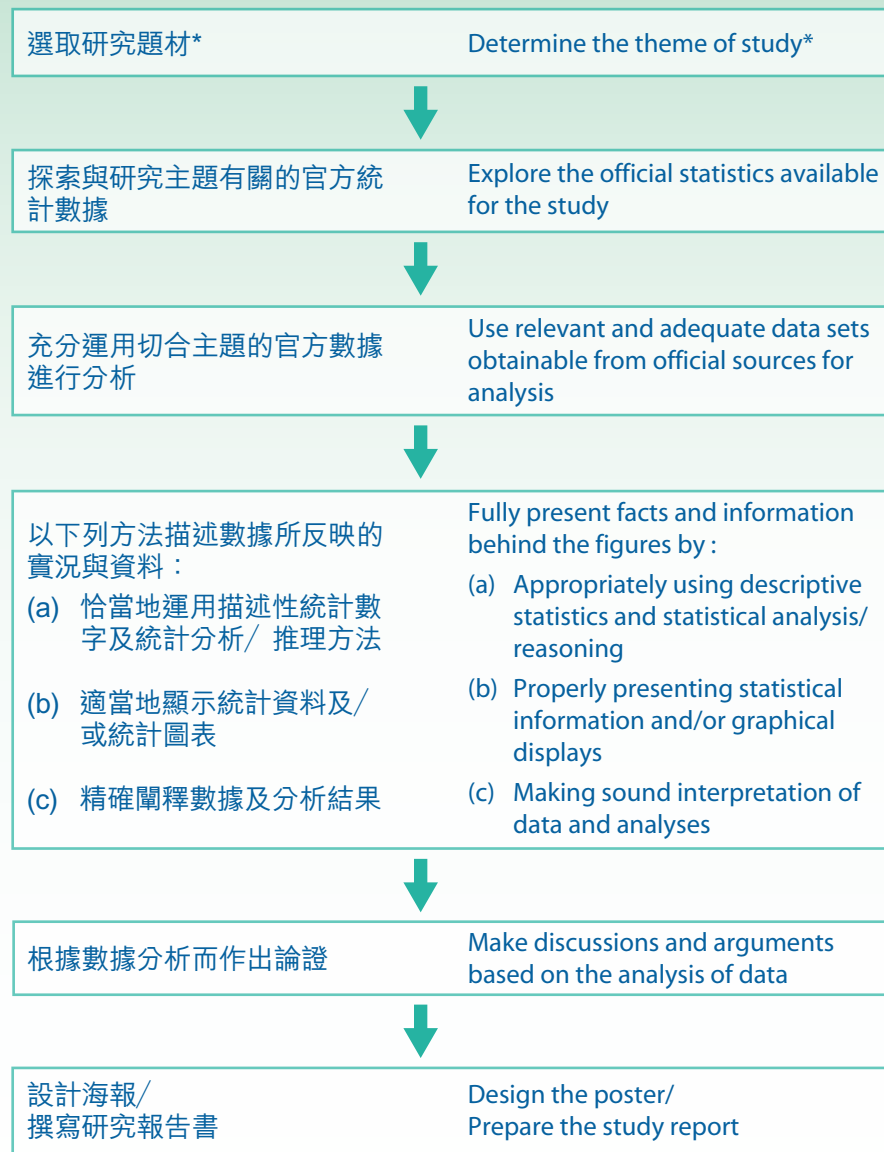 選取研究題材*
Determine the theme of study*
探索與研究主題有關的官方統
計數據
Explore the official statistics available
for the study
充分運用切合主題的官方數據
進行分析
Use relevant and adequate data sets
obtainable from official sources for
analysis
以下列方法描述數據所反映的
實況與資料：
(a) 恰當地運用描述性統計數
字及統計分析╱ 推理方法
(b) 適當地顯示統計資料及╱
或統計圖表
(c) 精確闡釋數據及分析結果
Fully present facts and information
behind the figures by :
(a) Appropriately using descriptive
statistics and statistical analysis/
reasoning
(b) Properly presenting statistical
information and/or graphical
displays
(c) Making sound interpretation of
data and analyses
根據數據分析而作出論證
Make discussions and arguments
based on the analysis of data
設計海報╱
撰寫研究報告書
Design the poster/
Prepare the study report